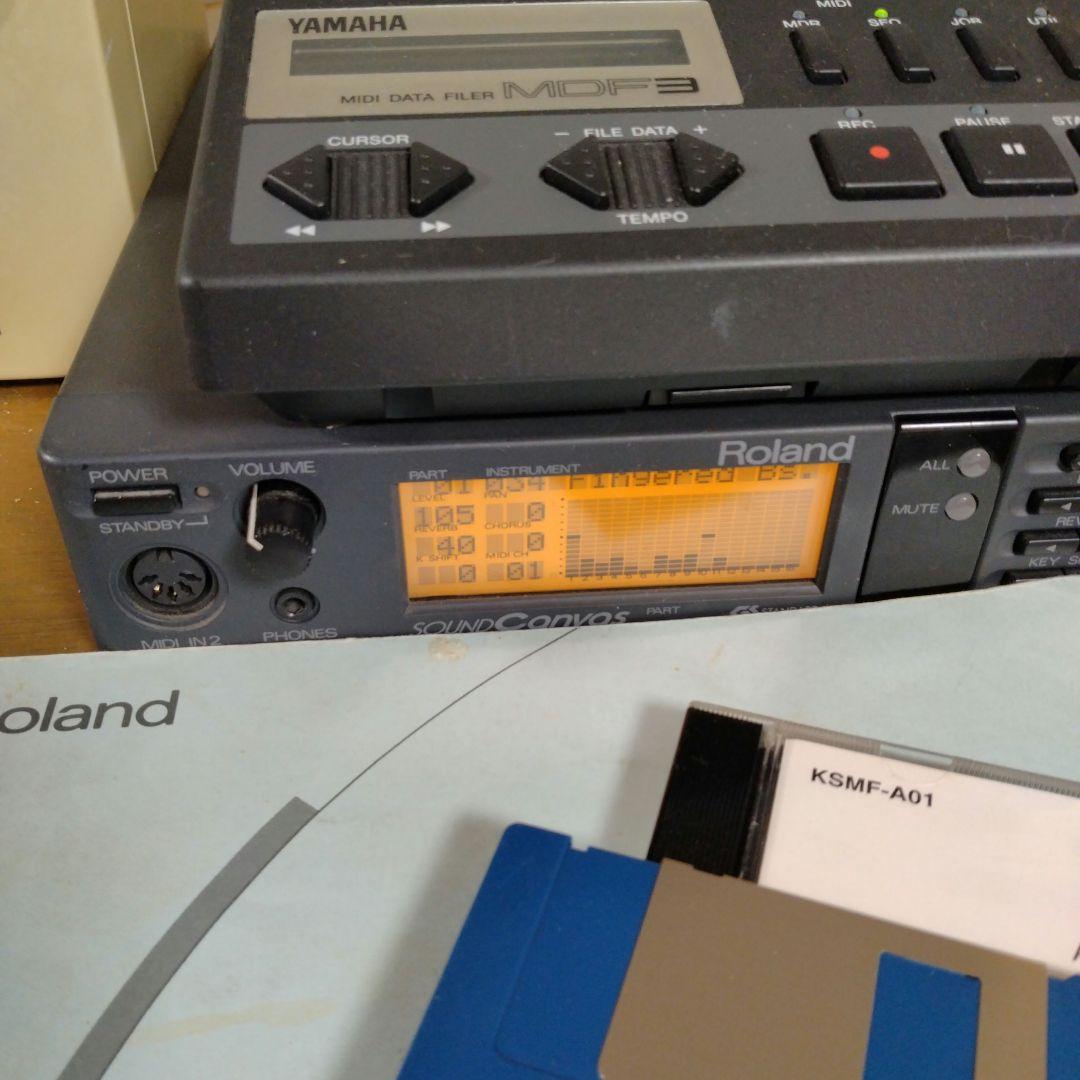 YAMAHA
MIDI DATA FILER MDF3
MIDI
MDR SEQ JOB UTIL
CURSOR
− FILE DATA +
TEMPO
REC
PAUSE
POWER
STANDBY
VOLUME
MIDI IN 2
PHONES
PART INSTRUMENT
Roland
01 034 Fingered Bs.
LEVEL PAN
105 0
REVERB CHORUS
40 0
K SHIFT MIDI CH
0 01
SOUND Canvas
PART
ALL
MUTE
oland
KSMF-A01